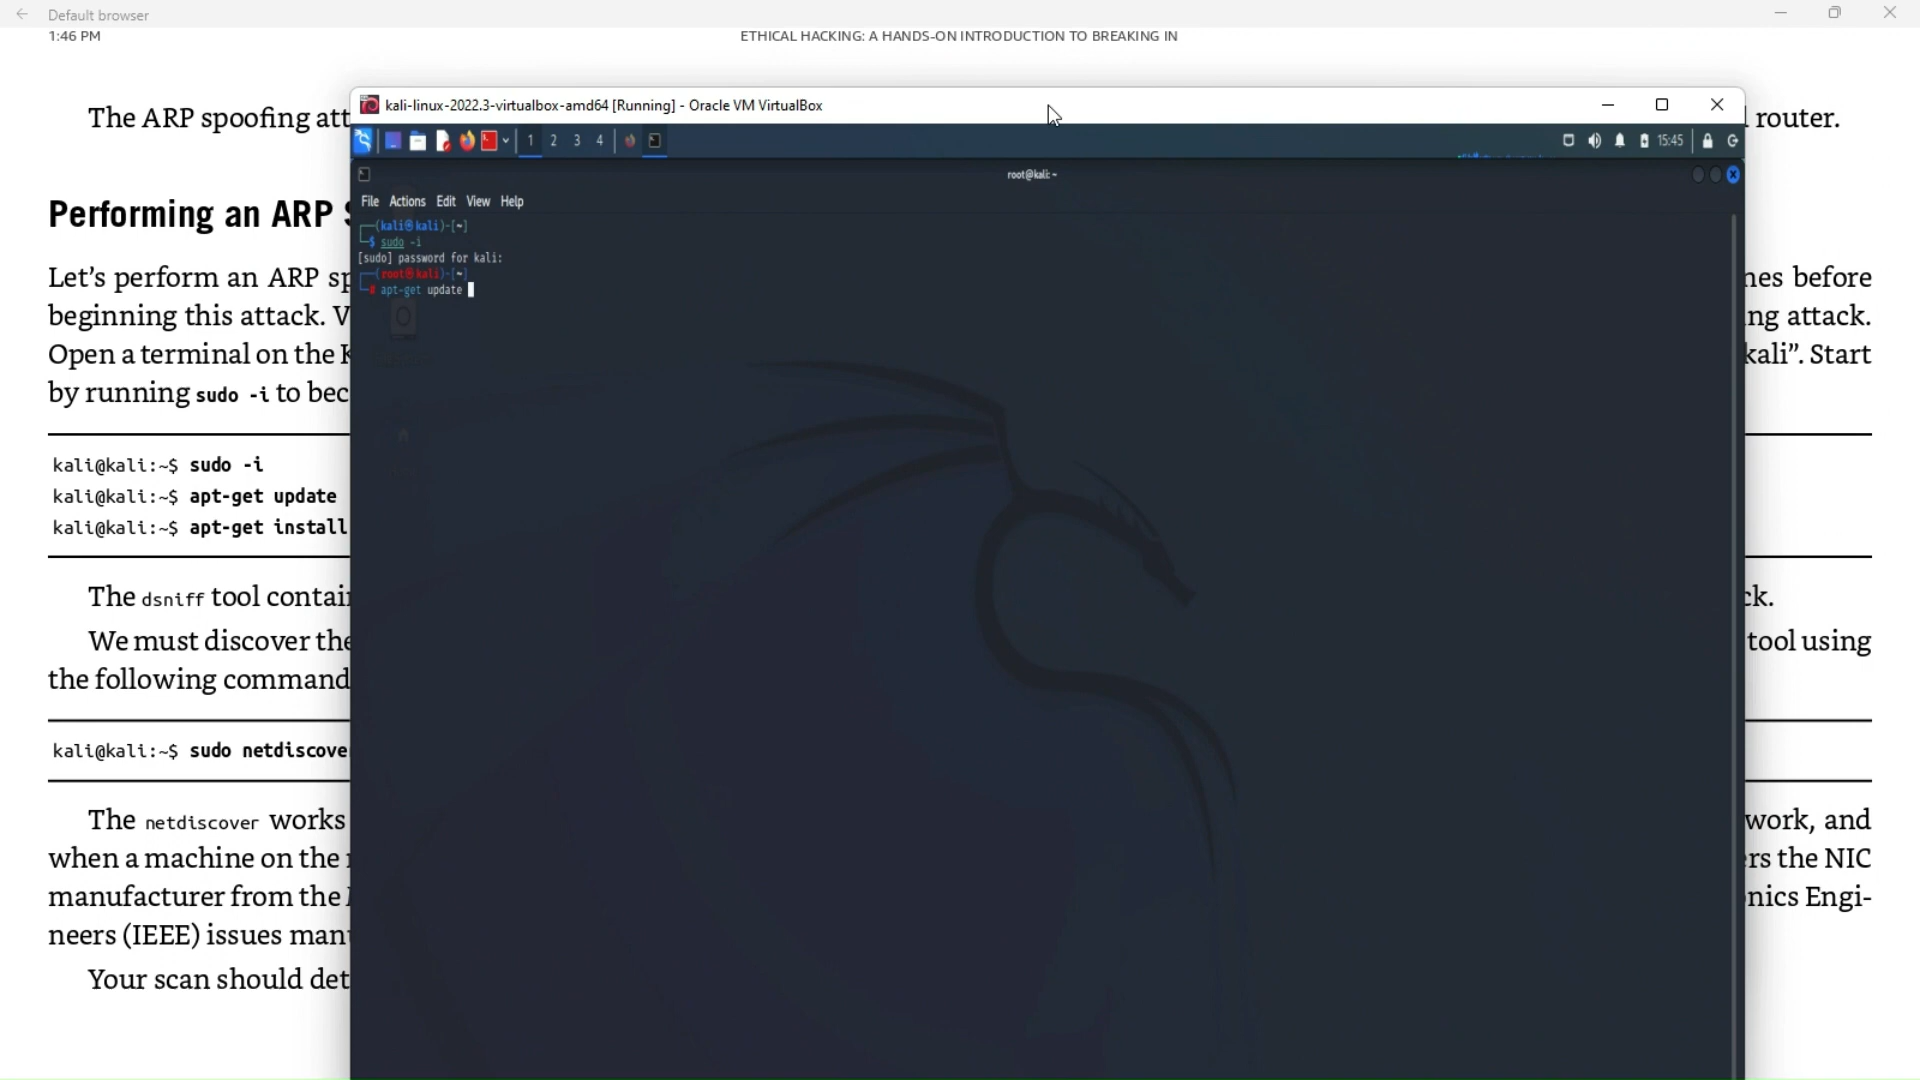 Default browser
1:46 PM
ETHICAL HACKING: A HANDS-ON INTRODUCTION TO BREAKING IN
The ARP spoofing att
router.
kali-linux-2022.3-virtualbox-amd64 [Running] - Oracle VM VirtualBox
1 2 3 4
15:45
root@kali: ~
File Actions Edit View Help
(kali㉿kali)-[~]
$ sudo -i
[sudo] password for kali:
(root㉿kali)-[~]
# apt-get update
Performing an ARP S
Let's perform an ARP sp
nes before
beginning this attack. V
ing attack.
Open a terminal on the K
kali”. Start
by running sudo -i to bec
kali@kali:~$ sudo -i
kali@kali:~$ apt-get update
kali@kali:~$ apt-get install
The dsniff tool contai
ck.
We must discover the
tool using
the following command
kali@kali:~$ sudo netdiscove
The netdiscover works
work, and
when a machine on the
rs the NIC
manufacturer from the
nics Engi-
neers (IEEE) issues man
Your scan should det